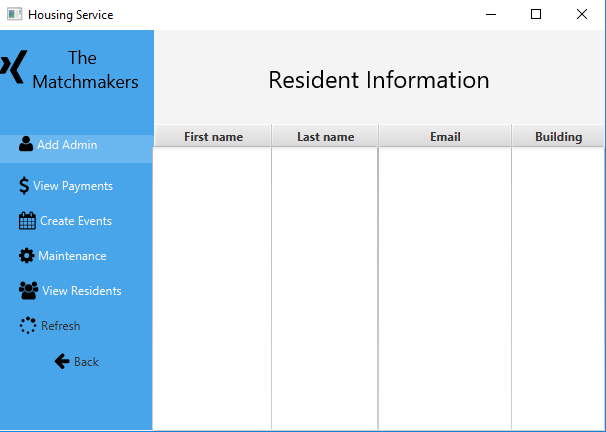 Housing Service
The
Matchmakers
Resident Information
First name Last name Email Building
Add Admin
View Payments
Create Events
Maintenance
View Residents
Refresh
Back